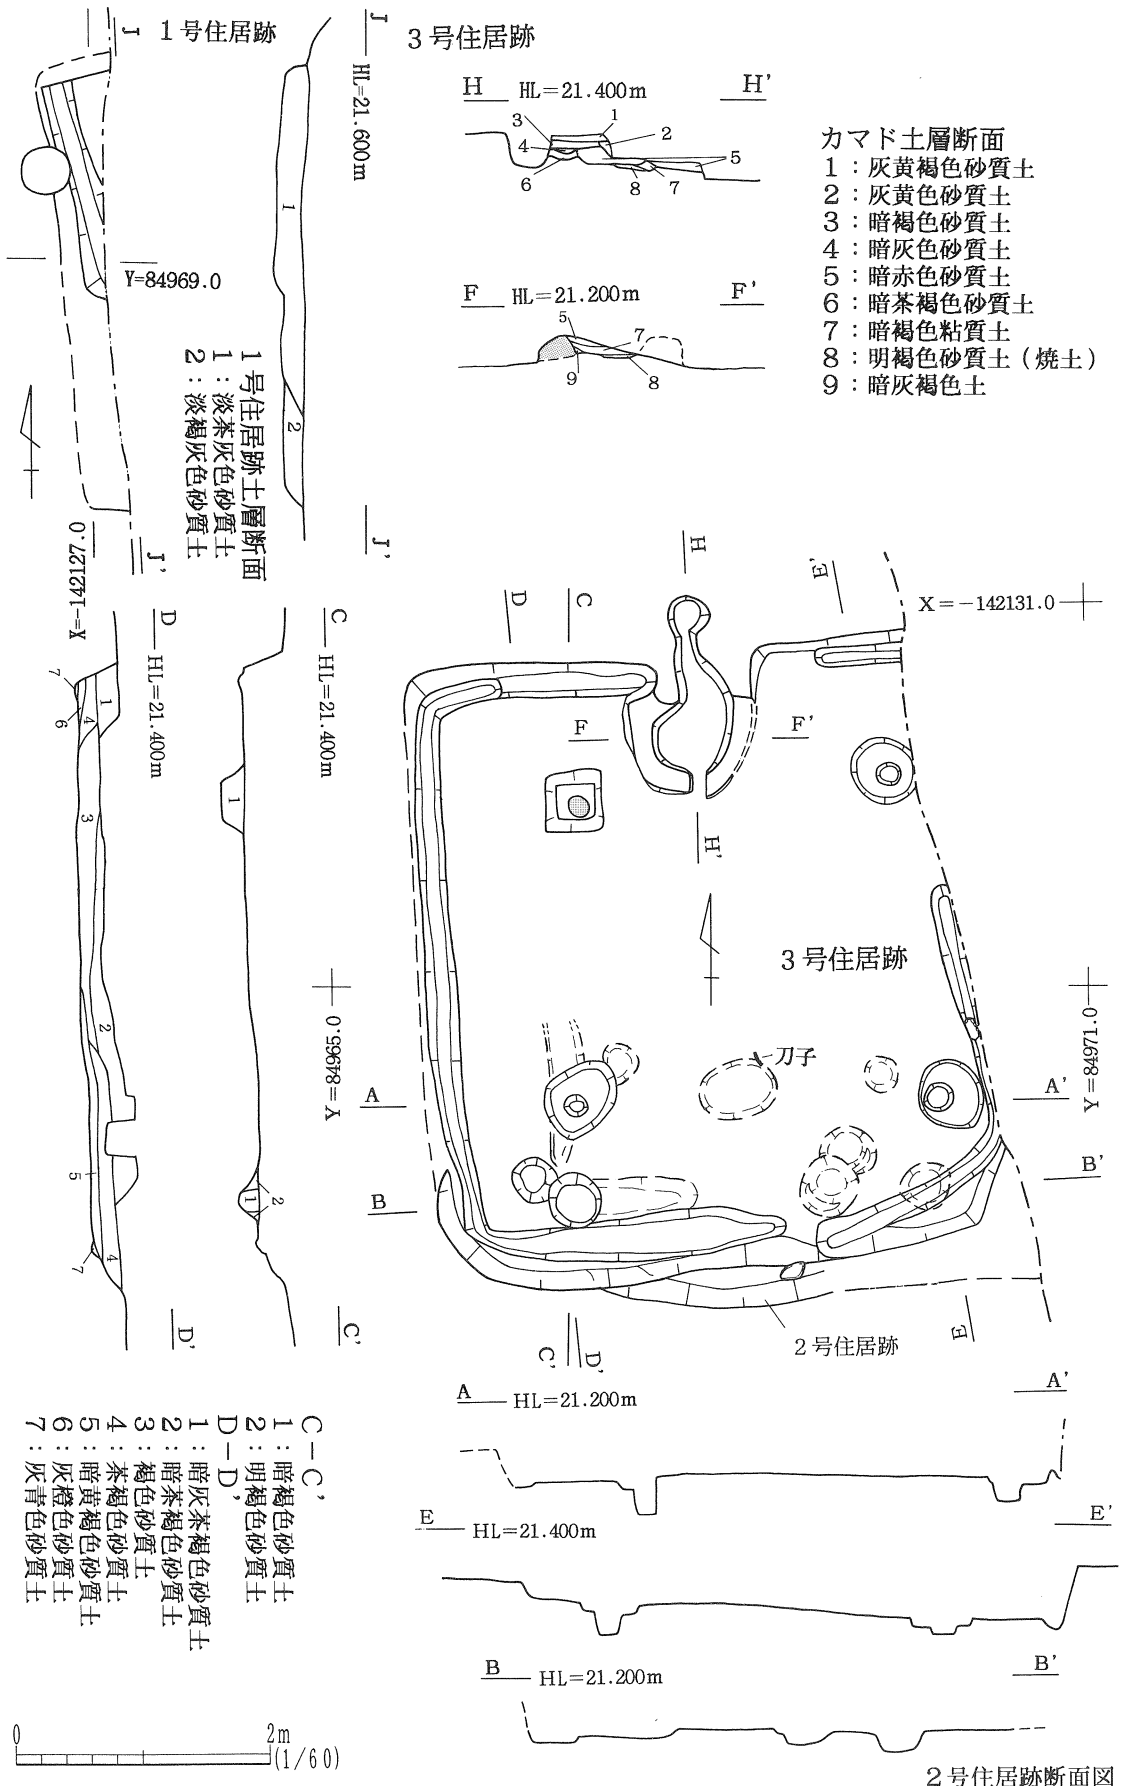 J
1号住居跡
J
HL=21.600m
1
2
Y=84969.0
1号住居跡土層断面
1：淡茶灰色砂質土
2：淡褐灰色砂質土
X=-142127.0
J'
J'
3号住居跡
H
HL=21.400m
H'
3
1
4
2
6
5
8
7
F
HL=21.200m
F'
5
7
9
8
カマド土層断面
1：灰黄褐色砂質土
2：灰黄色砂質土
3：暗褐色砂質土
4：暗灰色砂質土
5：暗赤色砂質土
6：暗茶褐色砂質土
7：暗褐色粘質土
8：明褐色砂質土(焼土)
9：暗灰褐色土
D
HL=21.400m
7
6
4
1
3
2
5
7
4
D'
C
HL=21.400m
1
1
2
C'
H
E'
D
C
X=-142131.0
F
F'
H'
3号住居跡
Y=84965.0
Y=84971.0
刀子
A
A'
B
B'
E
2号住居跡
C'
D'
C－C'
1：暗褐色砂質土
2：明褐色砂質土
D－D'
1：暗灰茶褐色砂質土
2：暗茶褐色砂質土
3：褐色砂質土
4：茶褐色砂質土
5：暗黄褐色砂質土
6：灰橙色砂質土
7：灰青色砂質土
A
HL=21.200m
A'
E
HL=21.400m
E'
B
HL=21.200m
B'
2号住居跡断面図
0
2m
(1/60)